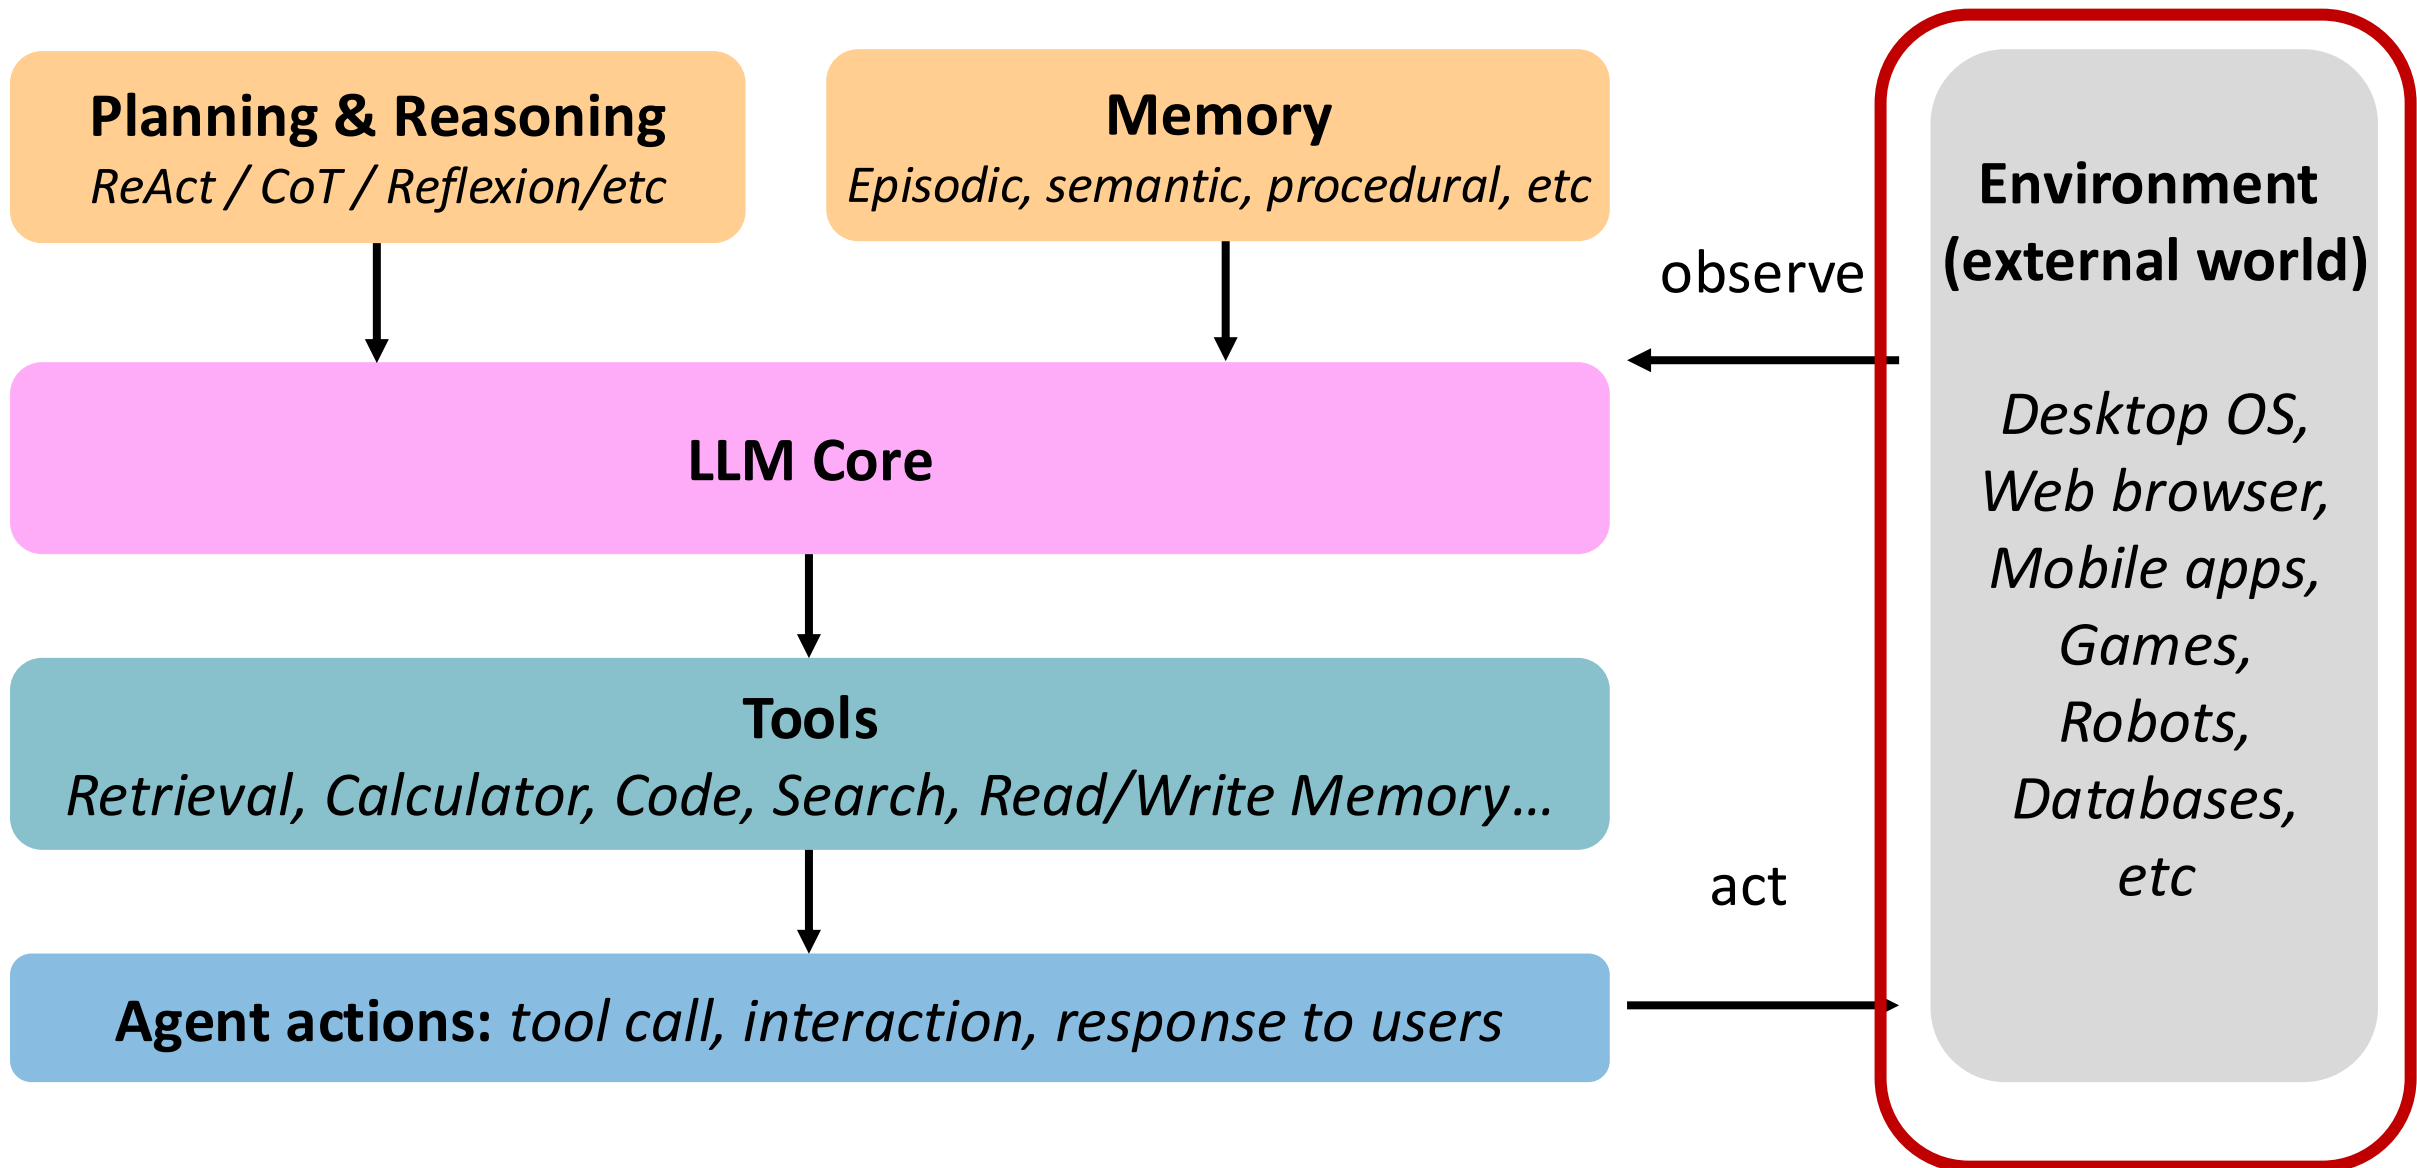 Planning & Reasoning
ReAct / CoT / Reflexion/etc
Memory
Episodic, semantic, procedural, etc
LLM Core
Tools
Retrieval, Calculator, Code, Search, Read/Write Memory...
Agent actions: tool call, interaction, response to users
observe
act
Environment
(external world)
Desktop OS,
Web browser,
Mobile apps,
Games,
Robots,
Databases,
etc